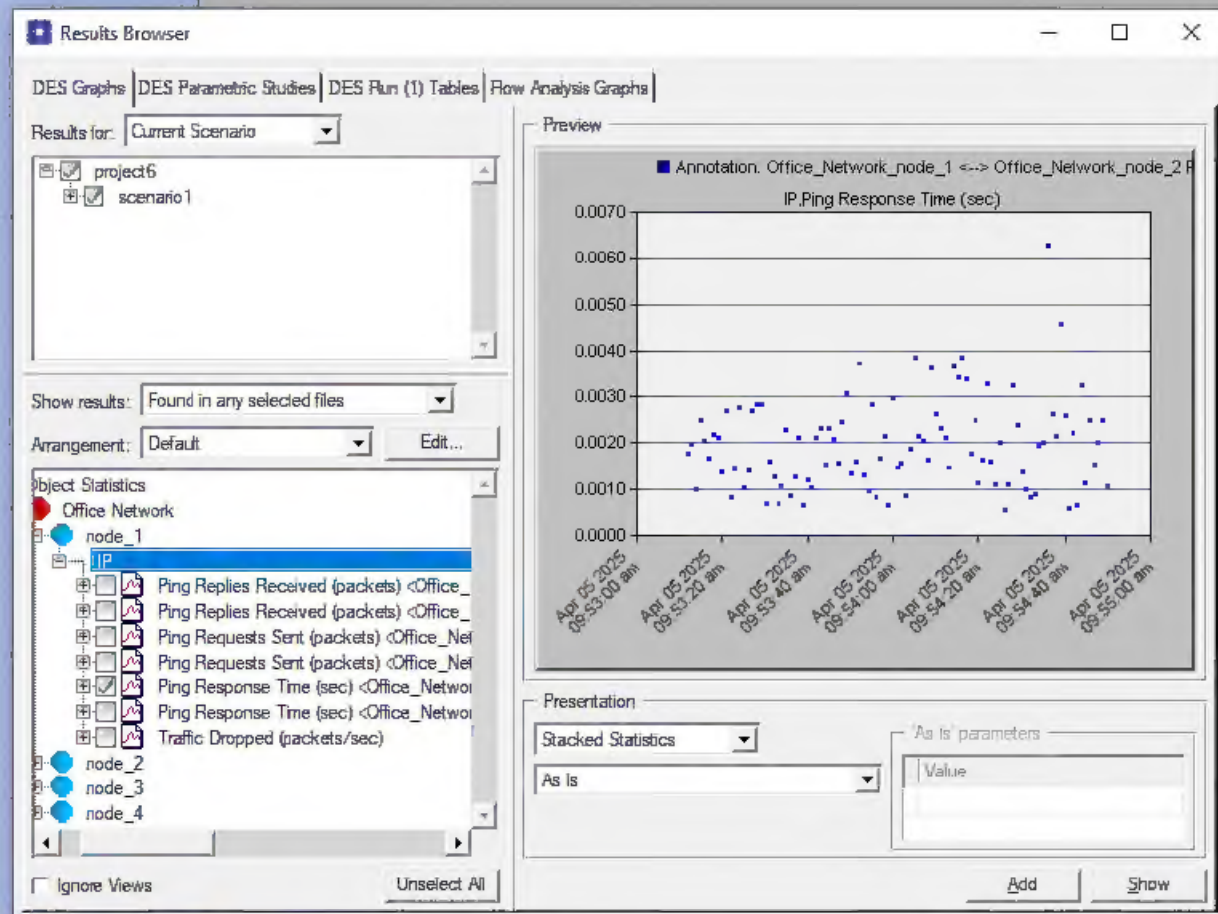 Results Browser
DES Graphs DES Parametric Studies DES Run (1) Tables Flow Analysis Graphs
Results for: Current Scenario
project6
scenario1
Show results: Found in any selected files
Arrangement: Default Edit...
Object Statistics
Office Network
node_1
IP
Ping Replies Received (packets) <Office_
Ping Replies Received (packets) <Office_
Ping Requests Sent (packets) <Office_Net
Ping Requests Sent (packets) <Office_Net
Ping Response Time (sec) <Office_Networ
Ping Response Time (sec) <Office_Networ
Traffic Dropped (packets/sec)
node_2
node_3
node_4
Ignore Views Unselect All
Preview
Annotation. Office_Network_node_1 <--> Office_Network_node_2 P
IP.Ping Response Time (sec)
0.0070
0.0060
0.0050
0.0040
0.0030
0.0020
0.0010
0.0000
Apr 05 2025
09:53:00 am
Apr 05 2025
09:53:20 am
Apr 05 2025
09:53:40 am
Apr 05 2025
09:54:00 am
Apr 05 2025
09:54:20 am
Apr 05 2025
09:54:40 am
Apr 05 2025
09:55:00 am
Presentation
Stacked Statistics
As Is
'As Is' parameters
Value
Add Show